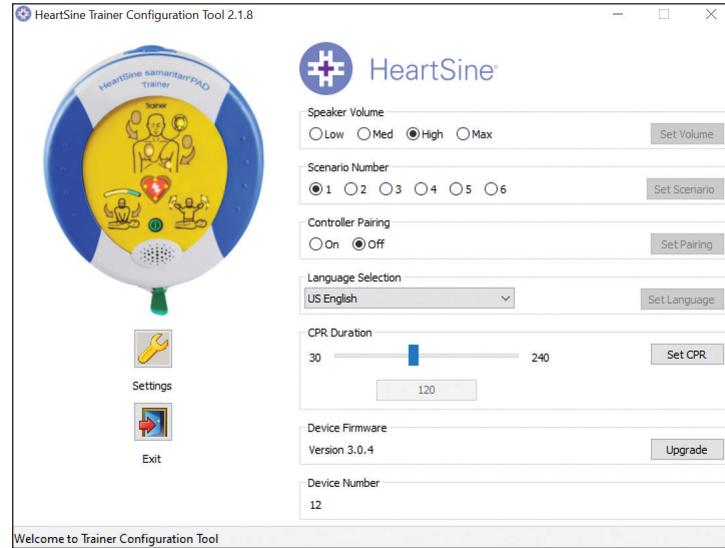 HeartSine Trainer Configuration Tool 2.1.8
HeartSine samaritan PAD
Trainer
Trainer
HeartSine
Speaker Volume
Low Med High Max Set Volume
Scenario Number
1 2 3 4 5 6 Set Scenario
Controller Pairing
On Off Set Pairing
Language Selection
US English Set Language
CPR Duration
30 240 Set CPR
120
Settings
Exit
Device Firmware
Version 3.0.4 Upgrade
Device Number
12
Welcome to Trainer Configuration Tool